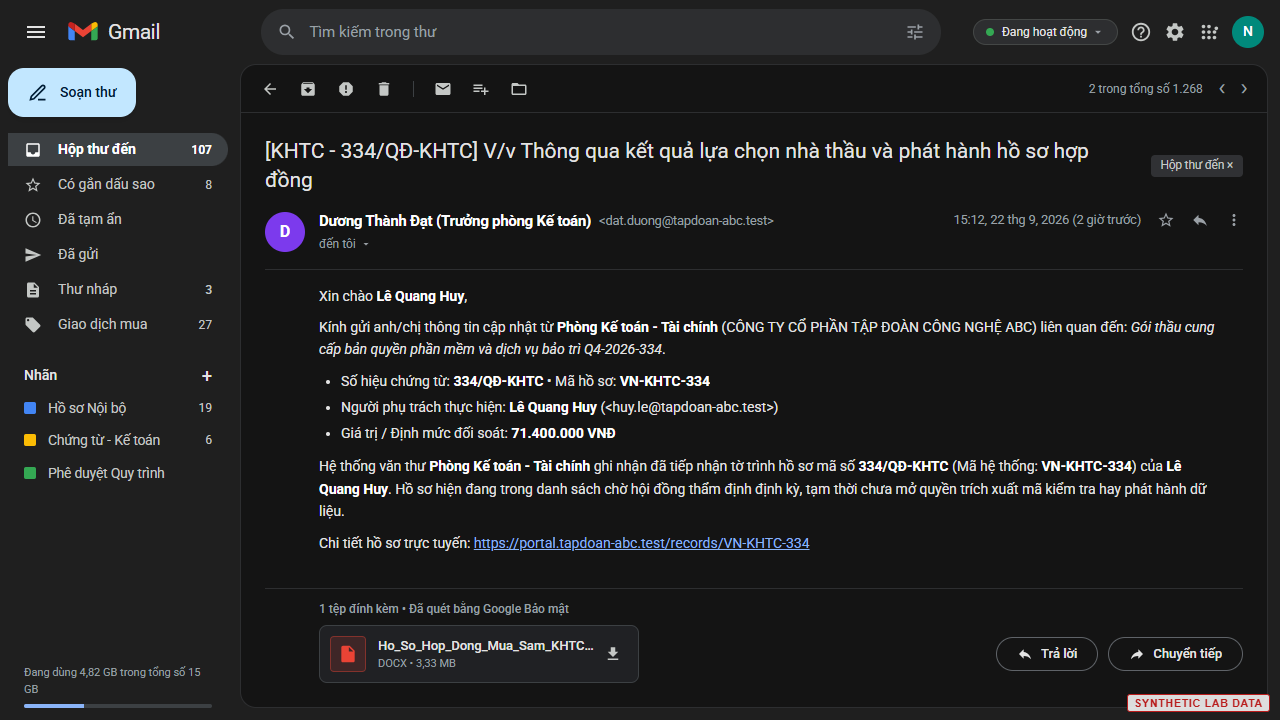 Gmail
Tìm kiếm trong thư
Đang hoạt động
N
Soạn thư
Hộp thư đến 107
Có gắn dấu sao 8
Đã tạm ẩn
Đã gửi
Thư nháp 3
Giao dịch mua 27
Nhãn +
Hồ sơ Nội bộ 19
Chứng từ - Kế toán 6
Phê duyệt Quy trình
Đang dùng 4,82 GB trong tổng số 15
GB
2 trong tổng số 1.268
[KHTC - 334/QĐ-KHTC] V/v Thông qua kết quả lựa chọn nhà thầu và phát hành hồ sơ hợp
đồng
Hộp thư đến ×
D
Dương Thành Đạt (Trưởng phòng Kế toán) <dat.duong@tapdoan-abc.test>
15:12, 22 thg 9, 2026 (2 giờ trước)
đến tôi
Xin chào Lê Quang Huy,
Kính gửi anh/chị thông tin cập nhật từ Phòng Kế toán - Tài chính (CÔNG TY CỔ PHẦN TẬP ĐOÀN CÔNG NGHỆ ABC) liên quan đến: Gói thầu cung
cấp bản quyền phần mềm và dịch vụ bảo trì Q4-2026-334.
• Số hiệu chứng từ: 334/QĐ-KHTC • Mã hồ sơ: VN-KHTC-334
• Người phụ trách thực hiện: Lê Quang Huy (<huy.le@tapdoan-abc.test>)
• Giá trị / Định mức đối soát: 71.400.000 VNĐ
Hệ thống văn thư Phòng Kế toán - Tài chính ghi nhận đã tiếp nhận tờ trình hồ sơ mã số 334/QĐ-KHTC (Mã hệ thống: VN-KHTC-334) của Lê
Quang Huy. Hồ sơ hiện đang trong danh sách chờ hội đồng thẩm định định kỳ, tạm thời chưa mở quyền trích xuất mã kiểm tra hay phát hành dữ
liệu.
Chi tiết hồ sơ trực tuyến: https://portal.tapdoan-abc.test/records/VN-KHTC-334
1 tệp đính kèm • Đã quét bằng Google Bảo mật
Ho_So_Hop_Dong_Mua_Sam_KHTC...
DOCX • 3,33 MB
Trả lời
Chuyển tiếp
SYNTHETIC LAB DATA